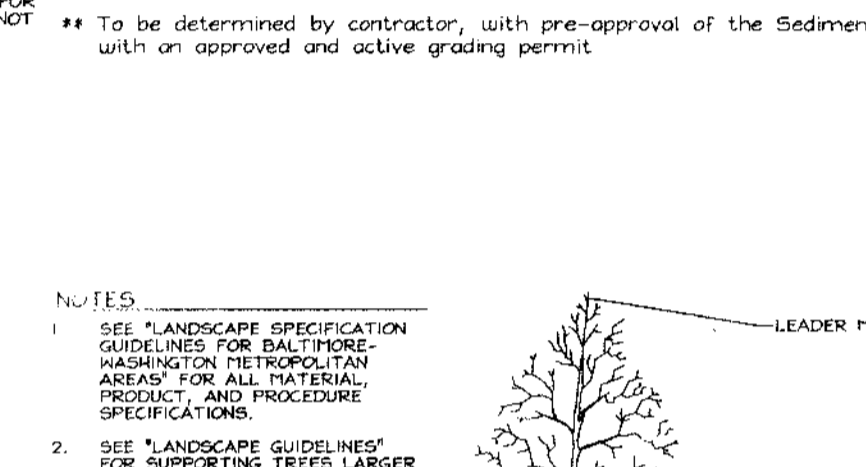 FOR
NOT
** To be determined by contractor, with pre-approval of the Sedimen
with an approved and active grading permit
NOTES
1 SEE "LANDSCAPE SPECIFICATION
GUIDELINES FOR BALTIMORE-
WASHINGTON METROPOLITAN
AREAS" FOR ALL MATERIAL,
PRODUCT, AND PROCEDURE
SPECIFICATIONS.
LEADER M
2. SEE "LANDSCAPE GUIDELINES"
FOR SUPPORTING TREES LARGER